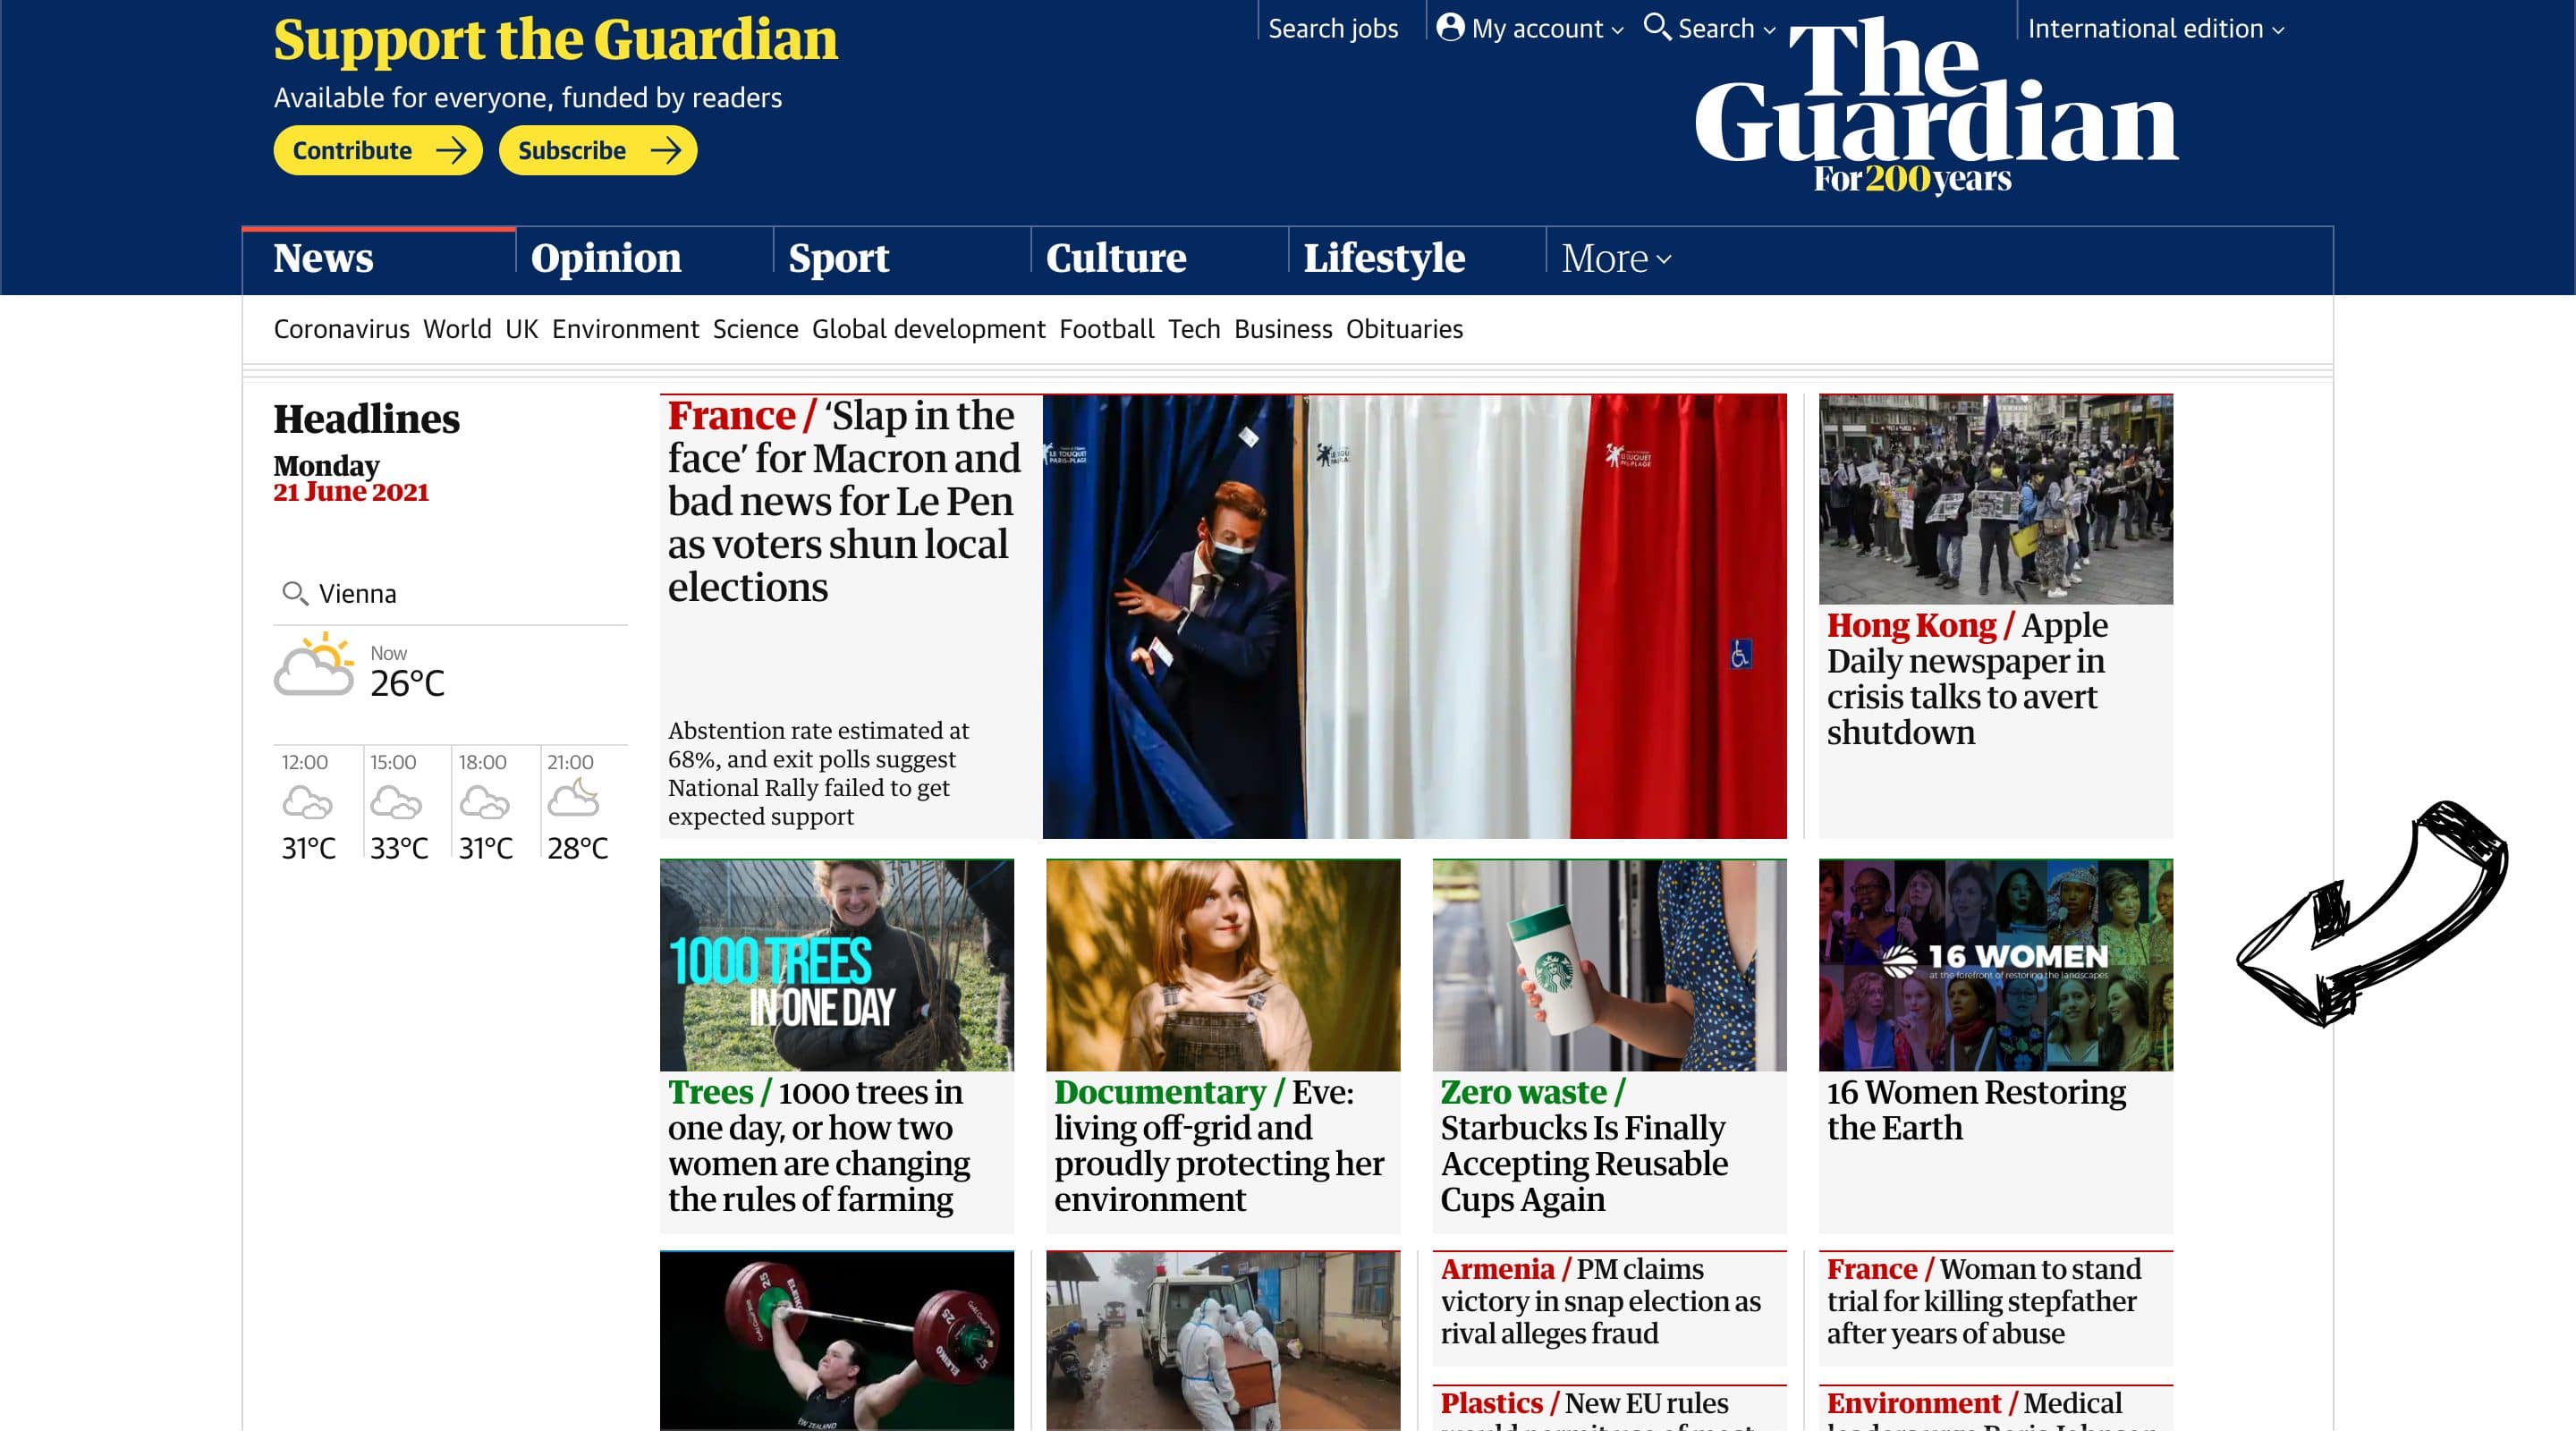 Support the Guardian
Available for everyone, funded by readers
Contribute
Subscribe
Search jobs
My account
Search
International edition
The
Guardian
For 200 years
News
Opinion
Sport
Culture
Lifestyle
More
Coronavirus World UK Environment Science Global development Football Tech Business Obituaries
Headlines
Monday
21 June 2021
Vienna
Now
26°C
12:00 15:00 18:00 21:00
31°C 33°C 31°C 28°C
France / ‘Slap in the
face’ for Macron and
bad news for Le Pen
as voters shun local
elections
Abstention rate estimated at
68%, and exit polls suggest
National Rally failed to get
expected support
LE TOUQUET
PARIS-PLAGE
Hong Kong / Apple
Daily newspaper in
crisis talks to avert
shutdown
1000 TREES
IN ONE DAY
Trees / 1000 trees in
one day, or how two
women are changing
the rules of farming
Documentary / Eve:
living off-grid and
proudly protecting her
environment
Zero waste /
Starbucks Is Finally
Accepting Reusable
Cups Again
16 WOMEN
at the forefront of restoring the landscapes
16 Women Restoring
the Earth
25
25
ELEIKO
Armenia / PM claims
victory in snap election as
rival alleges fraud
France / Woman to stand
trial for killing stepfather
after years of abuse
Plastics / New EU rules
Environment / Medical